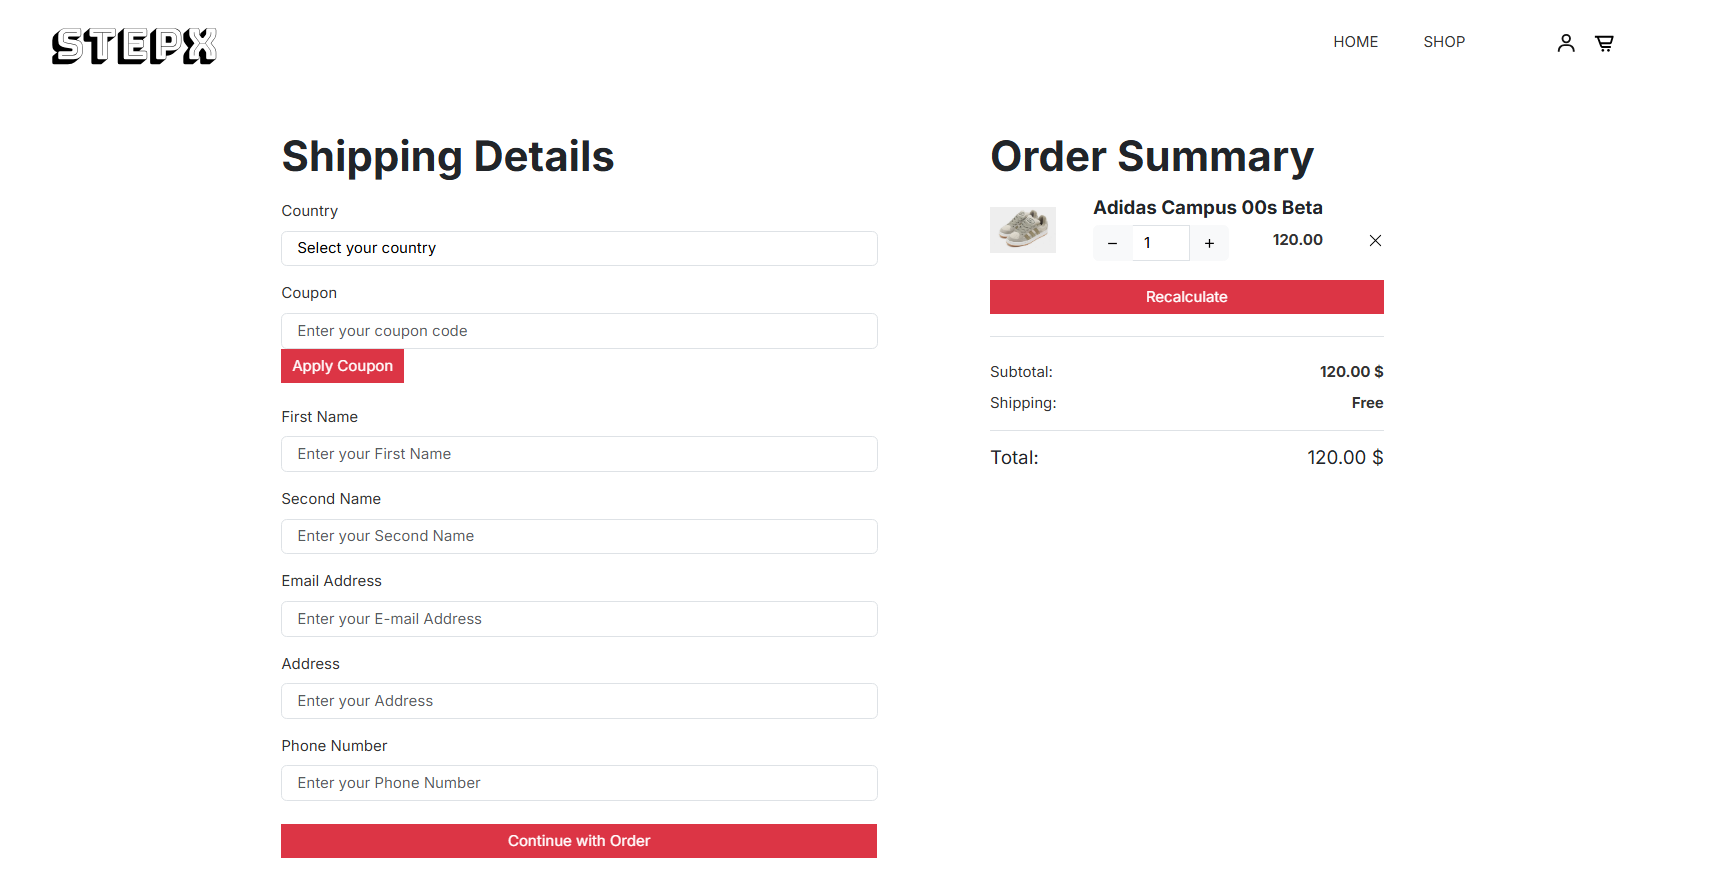 STEPX
HOME SHOP
Shipping Details
Country
Select your country
Coupon
Enter your coupon code
Apply Coupon
First Name
Enter your First Name
Second Name
Enter your Second Name
Email Address
Enter your E-mail Address
Address
Enter your Address
Phone Number
Enter your Phone Number
Continue with Order
Order Summary
Adidas Campus 00s Beta
− 1 + 120.00
Recalculate
Subtotal: 120.00 $
Shipping: Free
Total: 120.00 $